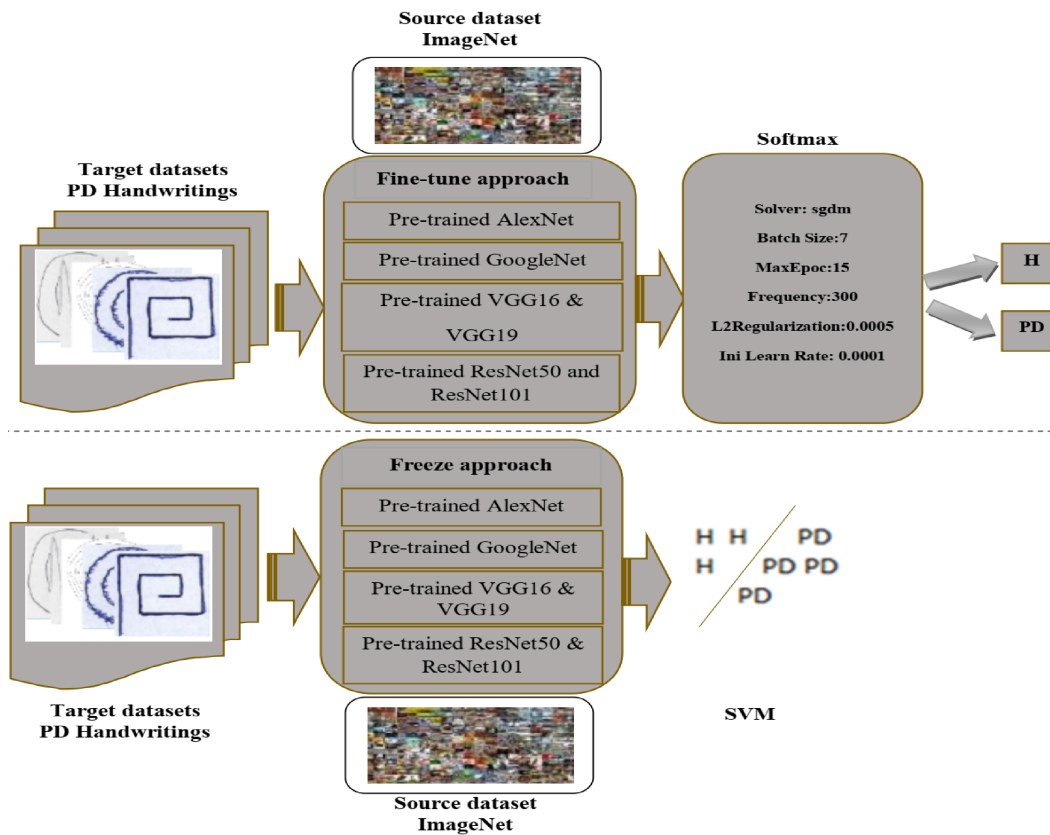 Source dataset
ImageNet
Target datasets
PD Handwritings
Fine-tune approach
Pre-trained AlexNet
Pre-trained GoogleNet
Pre-trained VGG16 &
VGG19
Pre-trained ResNet50 and
ResNet101
Softmax
Solver: sgdm
Batch Size:7
MaxEpoc:15
Frequency:300
L2Regularization:0.0005
Ini Learn Rate: 0.0001
H
PD
Freeze approach
Pre-trained AlexNet
Pre-trained GoogleNet
Pre-trained VGG16 &
VGG19
Pre-trained ResNet50 &
ResNet101
Target datasets
PD Handwritings
Source dataset
ImageNet
H H PD
H PD PD
PD
SVM